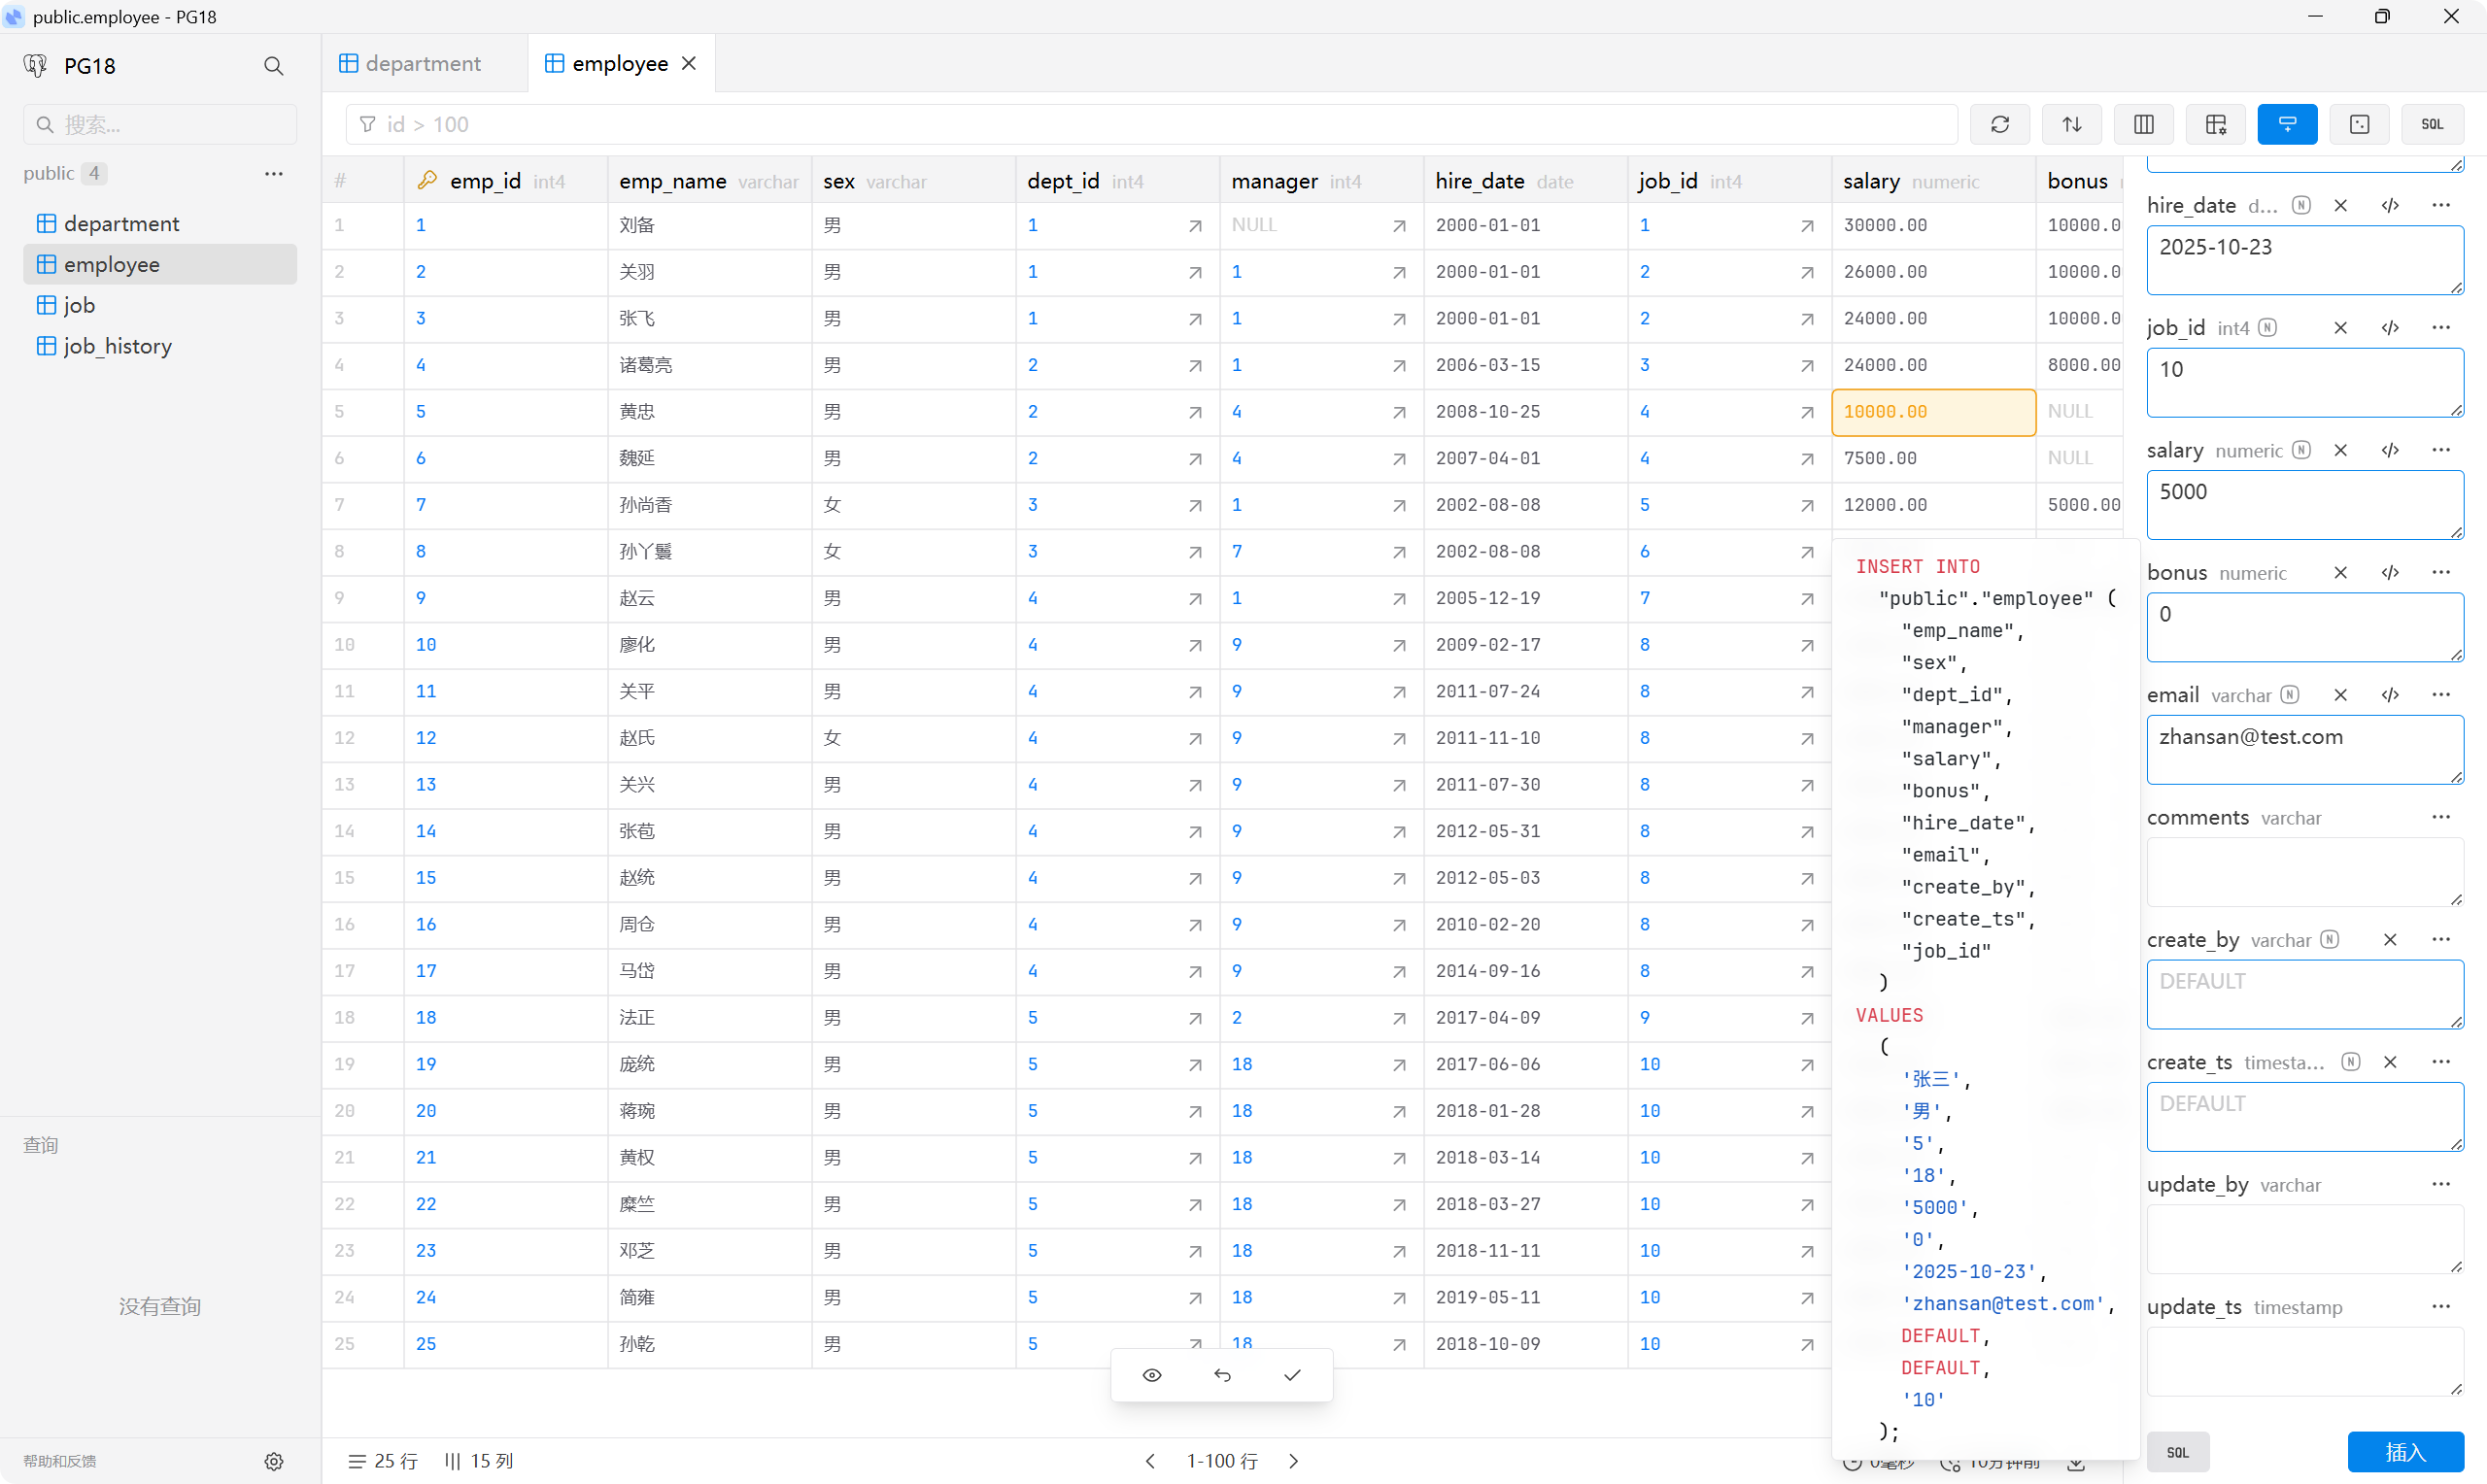 public.employee - PG18
PG18
搜索...
public 4
department
employee
job
job_history
查询
没有查询
帮助和反馈
department
employee
id > 100
SQL
# emp_id int4 emp_name varchar sex varchar dept_id int4 manager int4 hire_date date job_id int4 salary numeric bonus
1 1 刘备 男 1 NULL 2000-01-01 1 30000.00 10000.0
2 2 关羽 男 1 1 2000-01-01 2 26000.00 10000.0
3 3 张飞 男 1 1 2000-01-01 2 24000.00 10000.0
4 4 诸葛亮 男 2 1 2006-03-15 3 24000.00 8000.00
5 5 黄忠 男 2 4 2008-10-25 4 10000.00 NULL
6 6 魏延 男 2 4 2007-04-01 4 7500.00 NULL
7 7 孙尚香 女 3 1 2002-08-08 5 12000.00 5000.00
8 8 孙丫鬟 女 3 7 2002-08-08 6
9 9 赵云 男 4 1 2005-12-19 7
10 10 廖化 男 4 9 2009-02-17 8
11 11 关平 男 4 9 2011-07-24 8
12 12 赵氏 女 4 9 2011-11-10 8
13 13 关兴 男 4 9 2011-07-30 8
14 14 张苞 男 4 9 2012-05-31 8
15 15 赵统 男 4 9 2012-05-03 8
16 16 周仓 男 4 9 2010-02-20 8
17 17 马岱 男 4 9 2014-09-16 8
18 18 法正 男 5 2 2017-04-09 9
19 19 庞统 男 5 18 2017-06-06 10
20 20 蒋琬 男 5 18 2018-01-28 10
21 21 黄权 男 5 18 2018-03-14 10
22 22 糜竺 男 5 18 2018-03-27 10
23 23 邓芝 男 5 18 2018-11-11 10
24 24 简雍 男 5 18 2019-05-11 10
25 25 孙乾 男 5 18 2018-10-09 10
INSERT INTO
"public"."employee" (
"emp_name",
"sex",
"dept_id",
"manager",
"salary",
"bonus",
"hire_date",
"email",
"create_by",
"create_ts",
"job_id"
)
VALUES
(
'张三',
'男',
'5',
'18',
'5000',
'0',
'2025-10-23',
'zhansan@test.com',
DEFAULT,
DEFAULT,
'10'
);
hire_date d... N
2025-10-23
job_id int4 N
10
salary numeric N
5000
bonus numeric
0
email varchar N
zhansan@test.com
comments varchar
create_by varchar N
DEFAULT
create_ts timesta... N
DEFAULT
update_by varchar
update_ts timestamp
SQL 插入
25 行 15 列 1-100 行 0毫秒 10分钟前